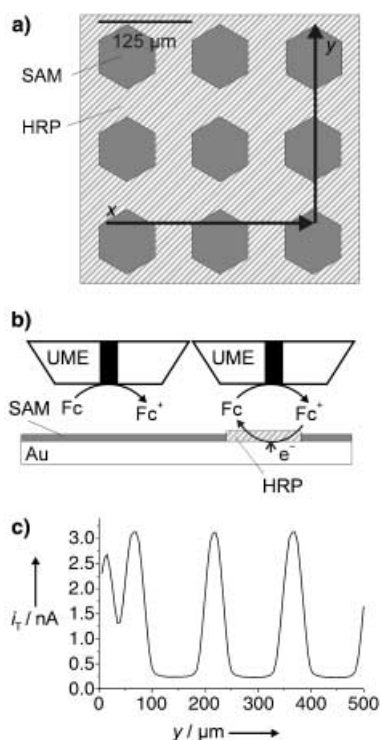 a)
125 μm
SAM
HRP
y
x
b)
UME UME
Fc Fc⁺ Fc Fc⁺
SAM
Au e⁻
HRP
c)
3.0
2.5
2.0
1.5
1.0
0.5
0.0
i_T / nA
0 100 200 300 400 500
y / μm